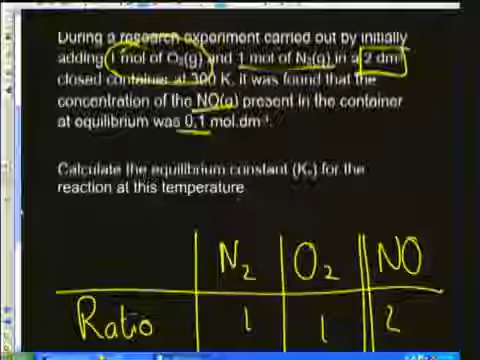 During a research experiment carried out by initially
adding 1 mol of O₂(g) and 1 mol of N₂(g) in a 2 dm³
closed container at 300 K, it was found that the
concentration of the NO(g) present in the container
at equilibrium was 0,1 mol.dm⁻³.
Calculate the equilibrium constant (Kc) for the
reaction at this temperature
N₂ O₂ NO
Ratio 1 1 2